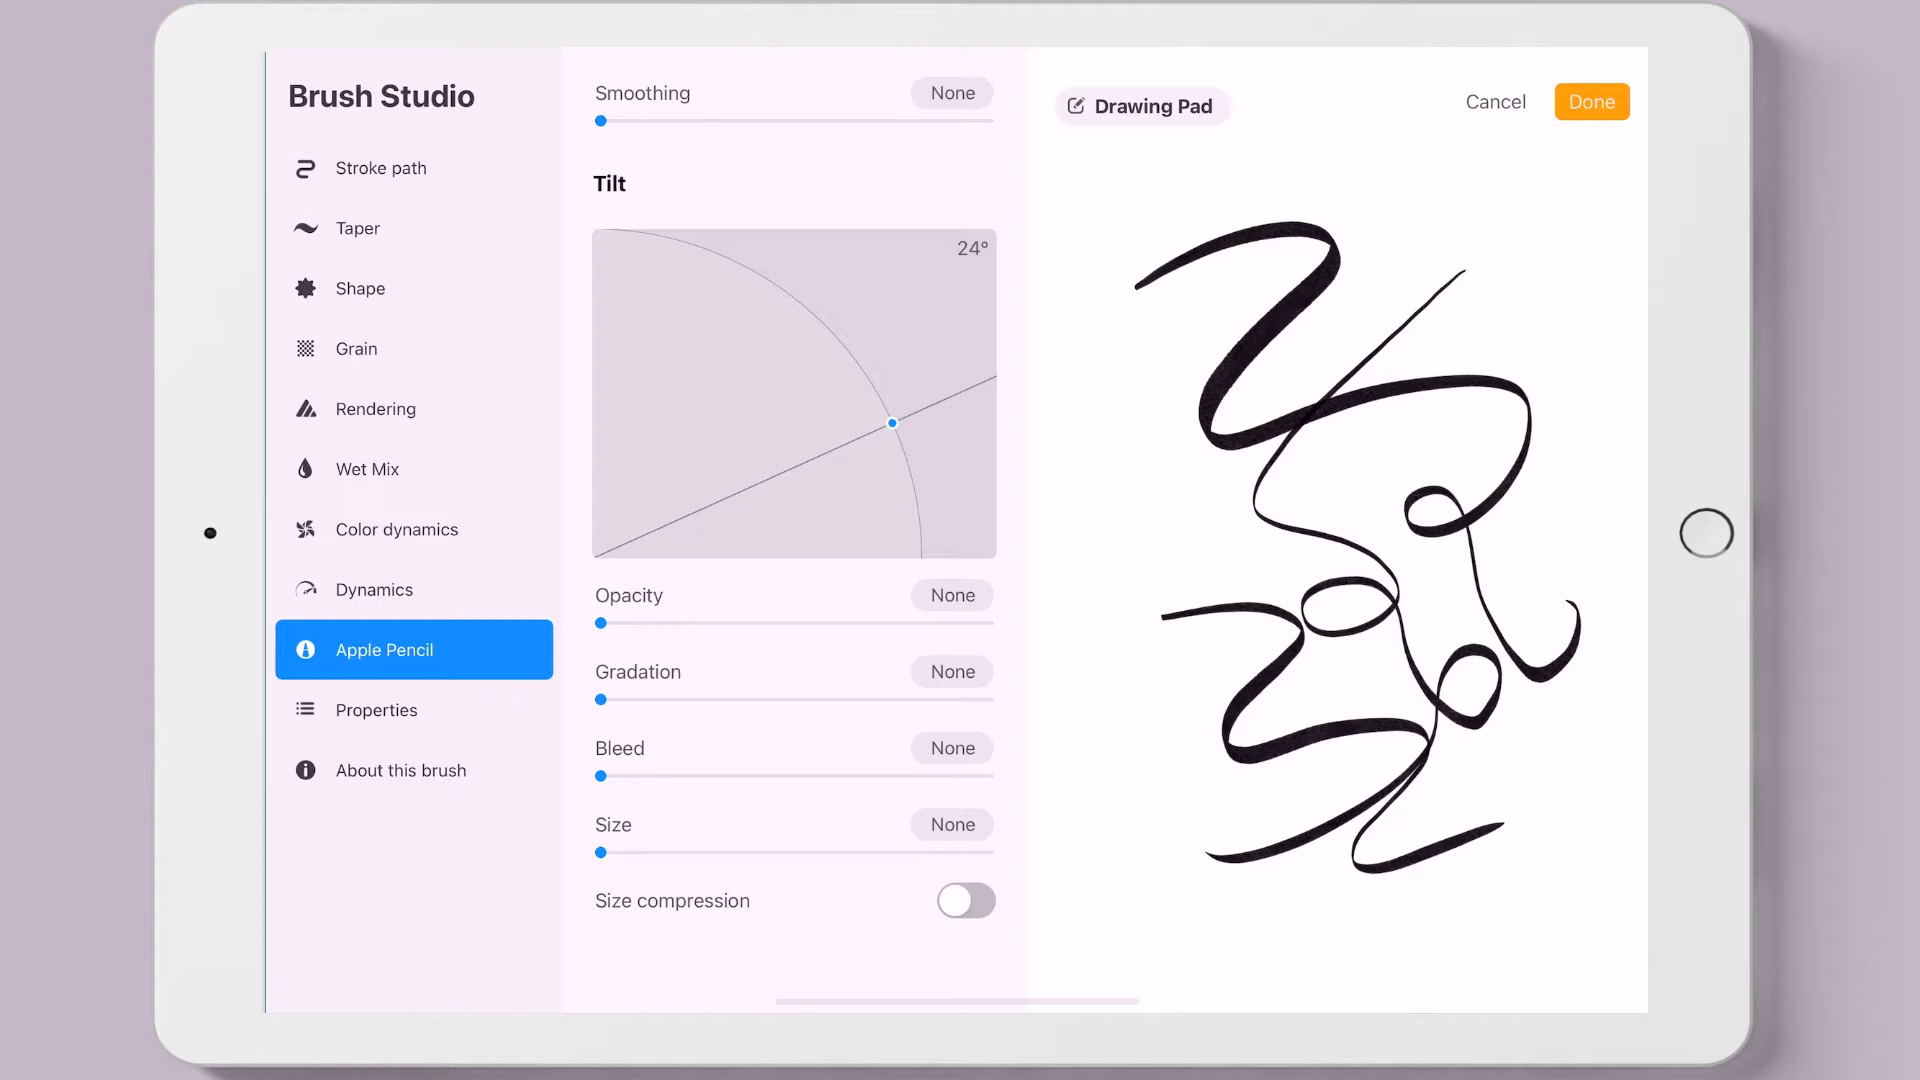 Brush Studio
Stroke path
Taper
Shape
Grain
Rendering
Wet Mix
Color dynamics
Dynamics
Apple Pencil
Properties
About this brush
Smoothing None
Tilt
24°
Opacity None
Gradation None
Bleed None
Size None
Size compression
Drawing Pad
Cancel
Done